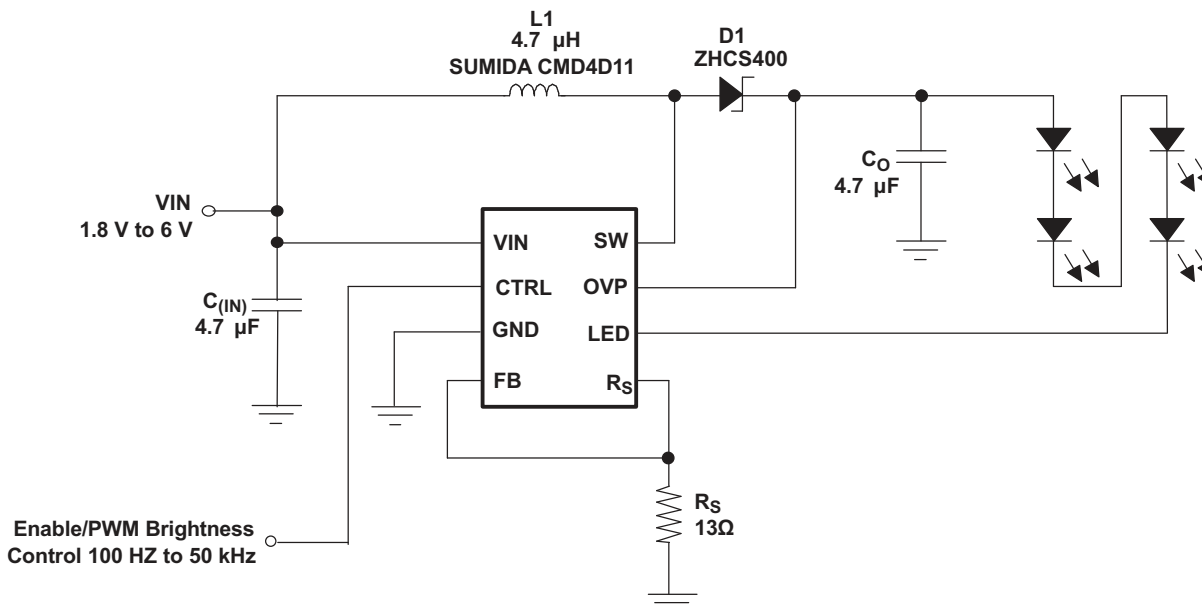 L1
4.7 µH
SUMIDA CMD4D11
D1
ZHCS400
VIN
1.8 V to 6 V
C(IN)
4.7 µF
CO
4.7 µF
VIN
SW
CTRL
OVP
GND
LED
FB
RS
RS
13Ω
Enable/PWM Brightness
Control 100 HZ to 50 kHz